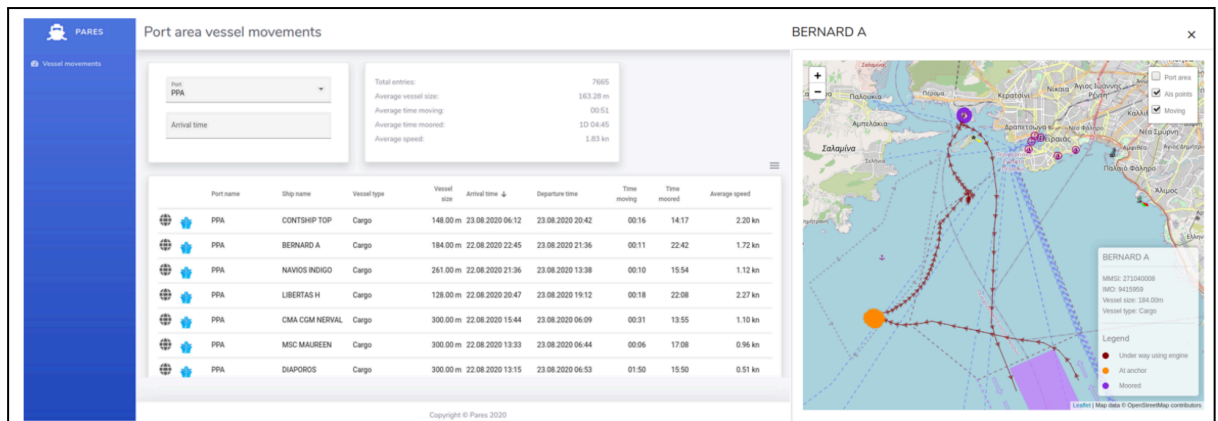 PARES
Vessel movements
Port area vessel movements
Port
PPA
Arrival time
Total entries: 7665
Average vessel size: 163.28 m
Average time moving: 00:51
Average time moored: 1D 04:45
Average speed: 1.83 kn
Port name Ship name Vessel type Vessel size Arrival time Departure time Time moving Time moored Average speed
PPA CONTSHIP TOP Cargo 148.00 m 23.08.2020 06:12 23.08.2020 20:42 00:16 14:17 2.20 kn
PPA BERNARD A Cargo 184.00 m 22.08.2020 22:45 23.08.2020 21:36 00:11 22:42 1.72 kn
PPA NAVIOS INDIGO Cargo 261.00 m 22.08.2020 21:36 23.08.2020 13:38 00:10 15:54 1.12 kn
PPA LIBERTAS H Cargo 128.00 m 22.08.2020 20:47 23.08.2020 19:12 00:18 22:08 2.27 kn
PPA CMA CGM NERVAL Cargo 300.00 m 22.08.2020 15:44 23.08.2020 06:09 00:31 13:55 1.10 kn
PPA MSC MAUREEN Cargo 300.00 m 22.08.2020 13:33 23.08.2020 06:44 00:06 17:08 0.96 kn
PPA DIAPOROS Cargo 300.00 m 22.08.2020 13:15 23.08.2020 06:53 01:50 15:50 0.51 kn
Copyright © Pares 2020
BERNARD A
+
−
Port area
Ais points
Moving
Παλουκια
Πέραμα
Κερατσίνι
Νίκαια
Αμπελάκια
Σαλαμίνα
Δραπετσώνα
Νέα Σμύρνη
Παλαιό Φάληρο
Άλιμος
BERNARD A
MMSI: 271040008
IMO: 9415959
Vessel size: 184.00m
Vessel type: Cargo
Legend
Under way using engine
At anchor
Moored
Leaflet | Map data © OpenStreetMap contributors